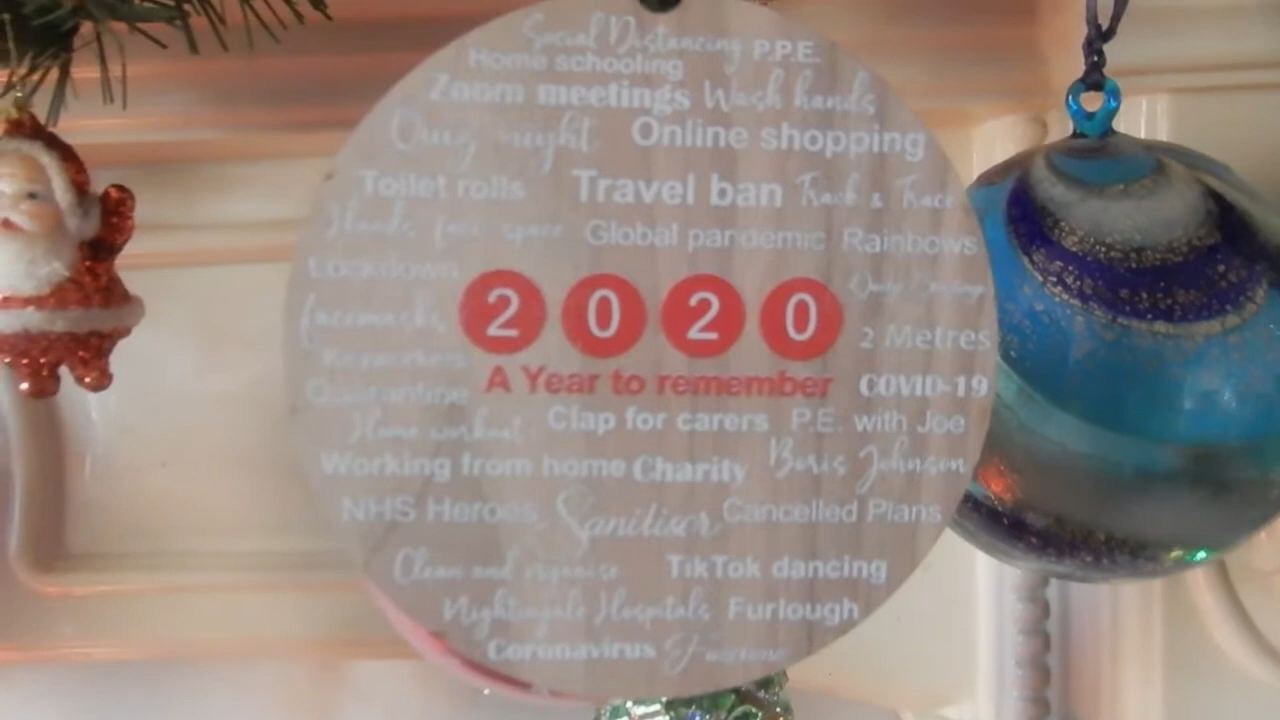 Social Distancing P.P.E.
Home schooling
Zoom meetings Wash hands
Quiz night Online shopping
Toilet rolls Travel ban Track & Trace
Hands, face space Global pandemic Rainbows
Lockdown
2020
facemasks
2 Metres
Keyworkers
A Year to remember COVID-19
Quarantine
Clap for carers P.E. with Joe
Home workout
Working from home Charity Boris Johnson
NHS Heroes Sanitiser Cancelled Plans
Clean and organise TikTok dancing
Nightingale Hospitals Furlough
Coronavirus